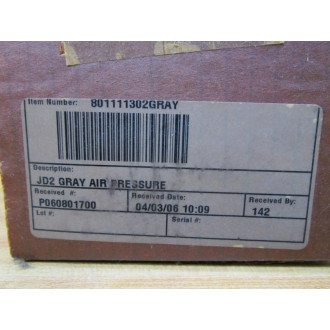 Item Number: 801111302GRAY
Description:
JD2 GRAY AIR PRESSURE
Received #: Received Date: Received By:
P060801700 04/03/06 10:09 142
Lot #: Serial #: